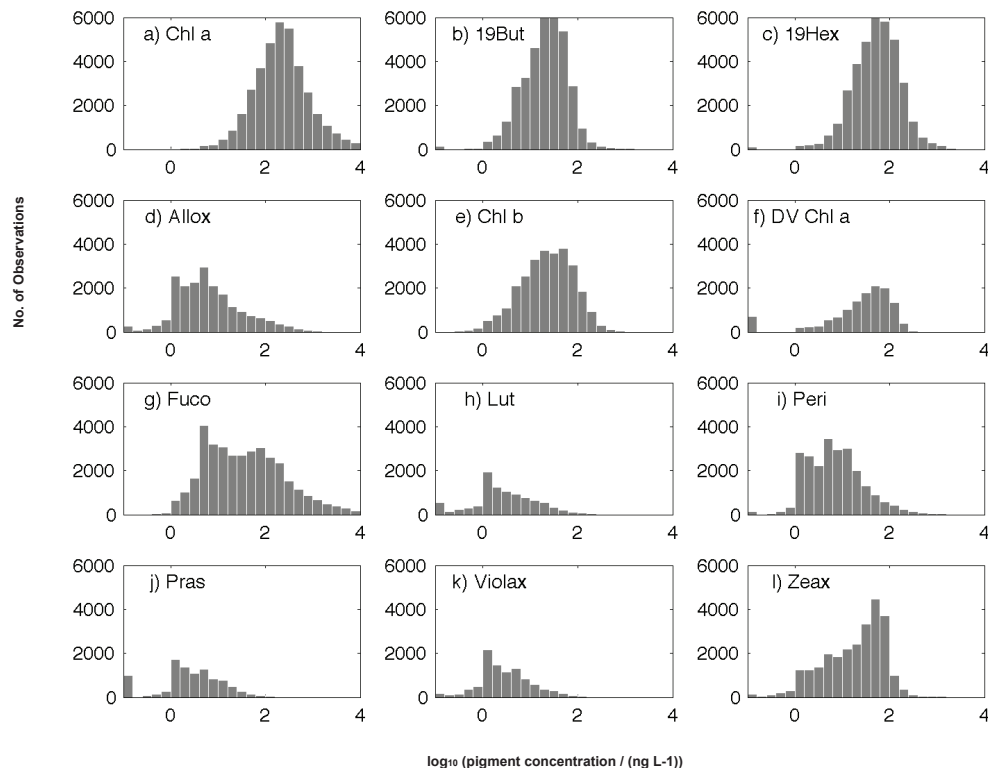 a) Chl a
b) 19But
c) 19Hex
6000
4000
2000
0
0 2 4
6000
4000
2000
0
0 2 4
6000
4000
2000
0
0 2 4
d) Allox
e) Chl b
f) DV Chl a
6000
4000
2000
0
0 2 4
6000
4000
2000
0
0 2 4
6000
4000
2000
0
0 2 4
g) Fuco
h) Lut
i) Peri
6000
4000
2000
0
0 2 4
6000
4000
2000
0
0 2 4
6000
4000
2000
0
0 2 4
j) Pras
k) Violax
l) Zeax
6000
4000
2000
0
0 2 4
6000
4000
2000
0
0 2 4
6000
4000
2000
0
0 2 4
No. of Observations
log₁₀ (pigment concentration / (ng L-1))